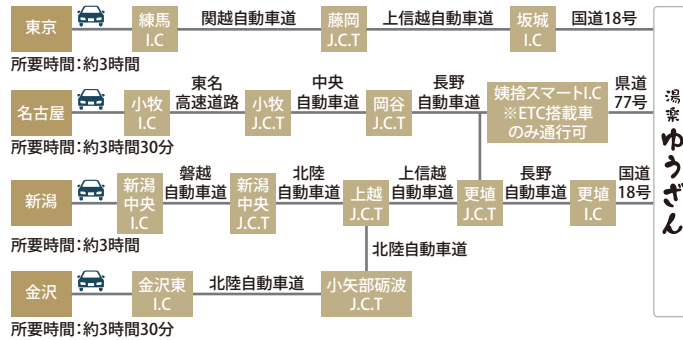 東京
練馬
I.C
関越自動車道
藤岡
J.C.T
上信越自動車道
坂城
I.C
国道18号
所要時間：約3時間
名古屋
小牧
I.C
東名
高速道路
小牧
J.C.T
中央
自動車道
岡谷
J.C.T
長野
自動車道
姨捨スマートI.C
※ETC搭載車
のみ通行可
県道
77号
所要時間：約3時間30分
新潟
新潟
中央
I.C
磐越
自動車道
新潟
中央
J.C.T
北陸
自動車道
上越
J.C.T
上信越
自動車道
更埴
J.C.T
長野
自動車道
更埴
I.C
国道
18号
所要時間：約3時間
北陸自動車道
金沢
金沢東
I.C
北陸自動車道
小矢部砺波
J.C.T
所要時間：約3時間30分
湯楽
ゆうざん